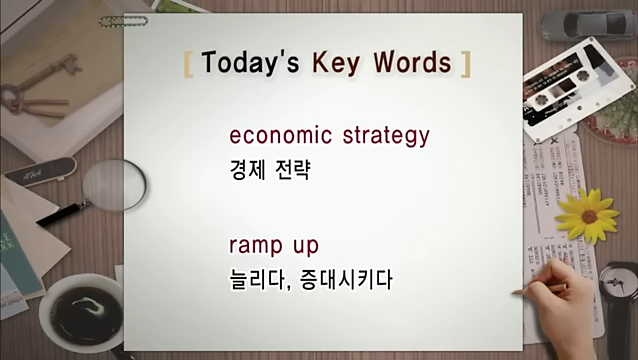 [ Today's Key Words ]
economic strategy
경제 전략
ramp up
늘리다, 증대시키다